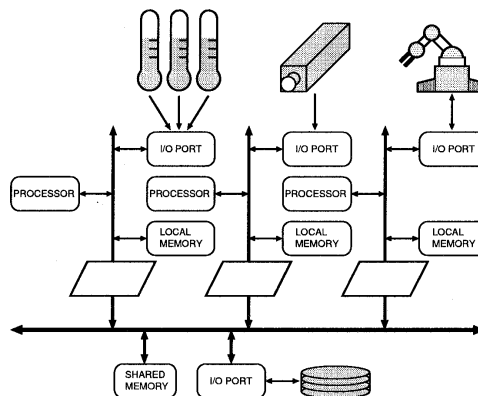 I/O PORT
I/O PORT
I/O PORT
PROCESSOR
PROCESSOR
PROCESSOR
LOCAL
MEMORY
LOCAL
MEMORY
LOCAL
MEMORY
SHARED
MEMORY
I/O PORT